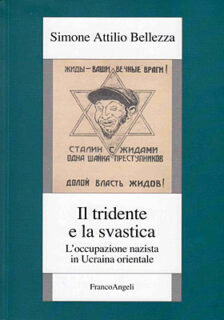 Simone Attilio Bellezza
ЖИДЫ – ВАШИ ВЕЧНЫЕ ВРАГИ!
СТАЛИН С ЖИДАМИ
ОДНА ШАЙКА ПРЕСТУПНИКОВ
ДОЛОЙ ВЛАСТЬ ЖИДОВ!
Il tridente
e la svastica
L'occupazione nazista
in Ucraina orientale
FrancoAngeli